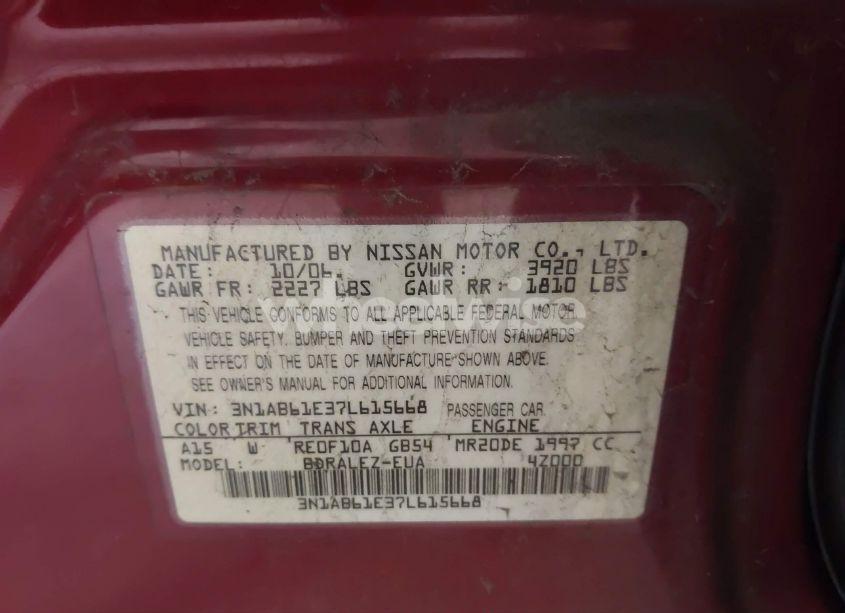 MANUFACTURED BY NISSAN MOTOR CO., LTD.
DATE: 10/06. GVWR: 3920 LBS
GAWR FR: 2227 LBS GAWR RR: 1810 LBS
THIS VEHICLE CONFORMS TO ALL APPLICABLE FEDERAL MOTOR
VEHICLE SAFETY, BUMPER AND THEFT PREVENTION STANDARDS
IN EFFECT ON THE DATE OF MANUFACTURE SHOWN ABOVE.
SEE OWNER'S MANUAL FOR ADDITIONAL INFORMATION.
VIN: 3N1AB61E37L615668 PASSENGER CAR
COLOR TRIM TRANS AXLE ENGINE
A15 W RE0F10A GB54 MR20DE 1997 CC
MODEL: BDRALEZ-EUA 4Z000
3N1AB61E37L615668